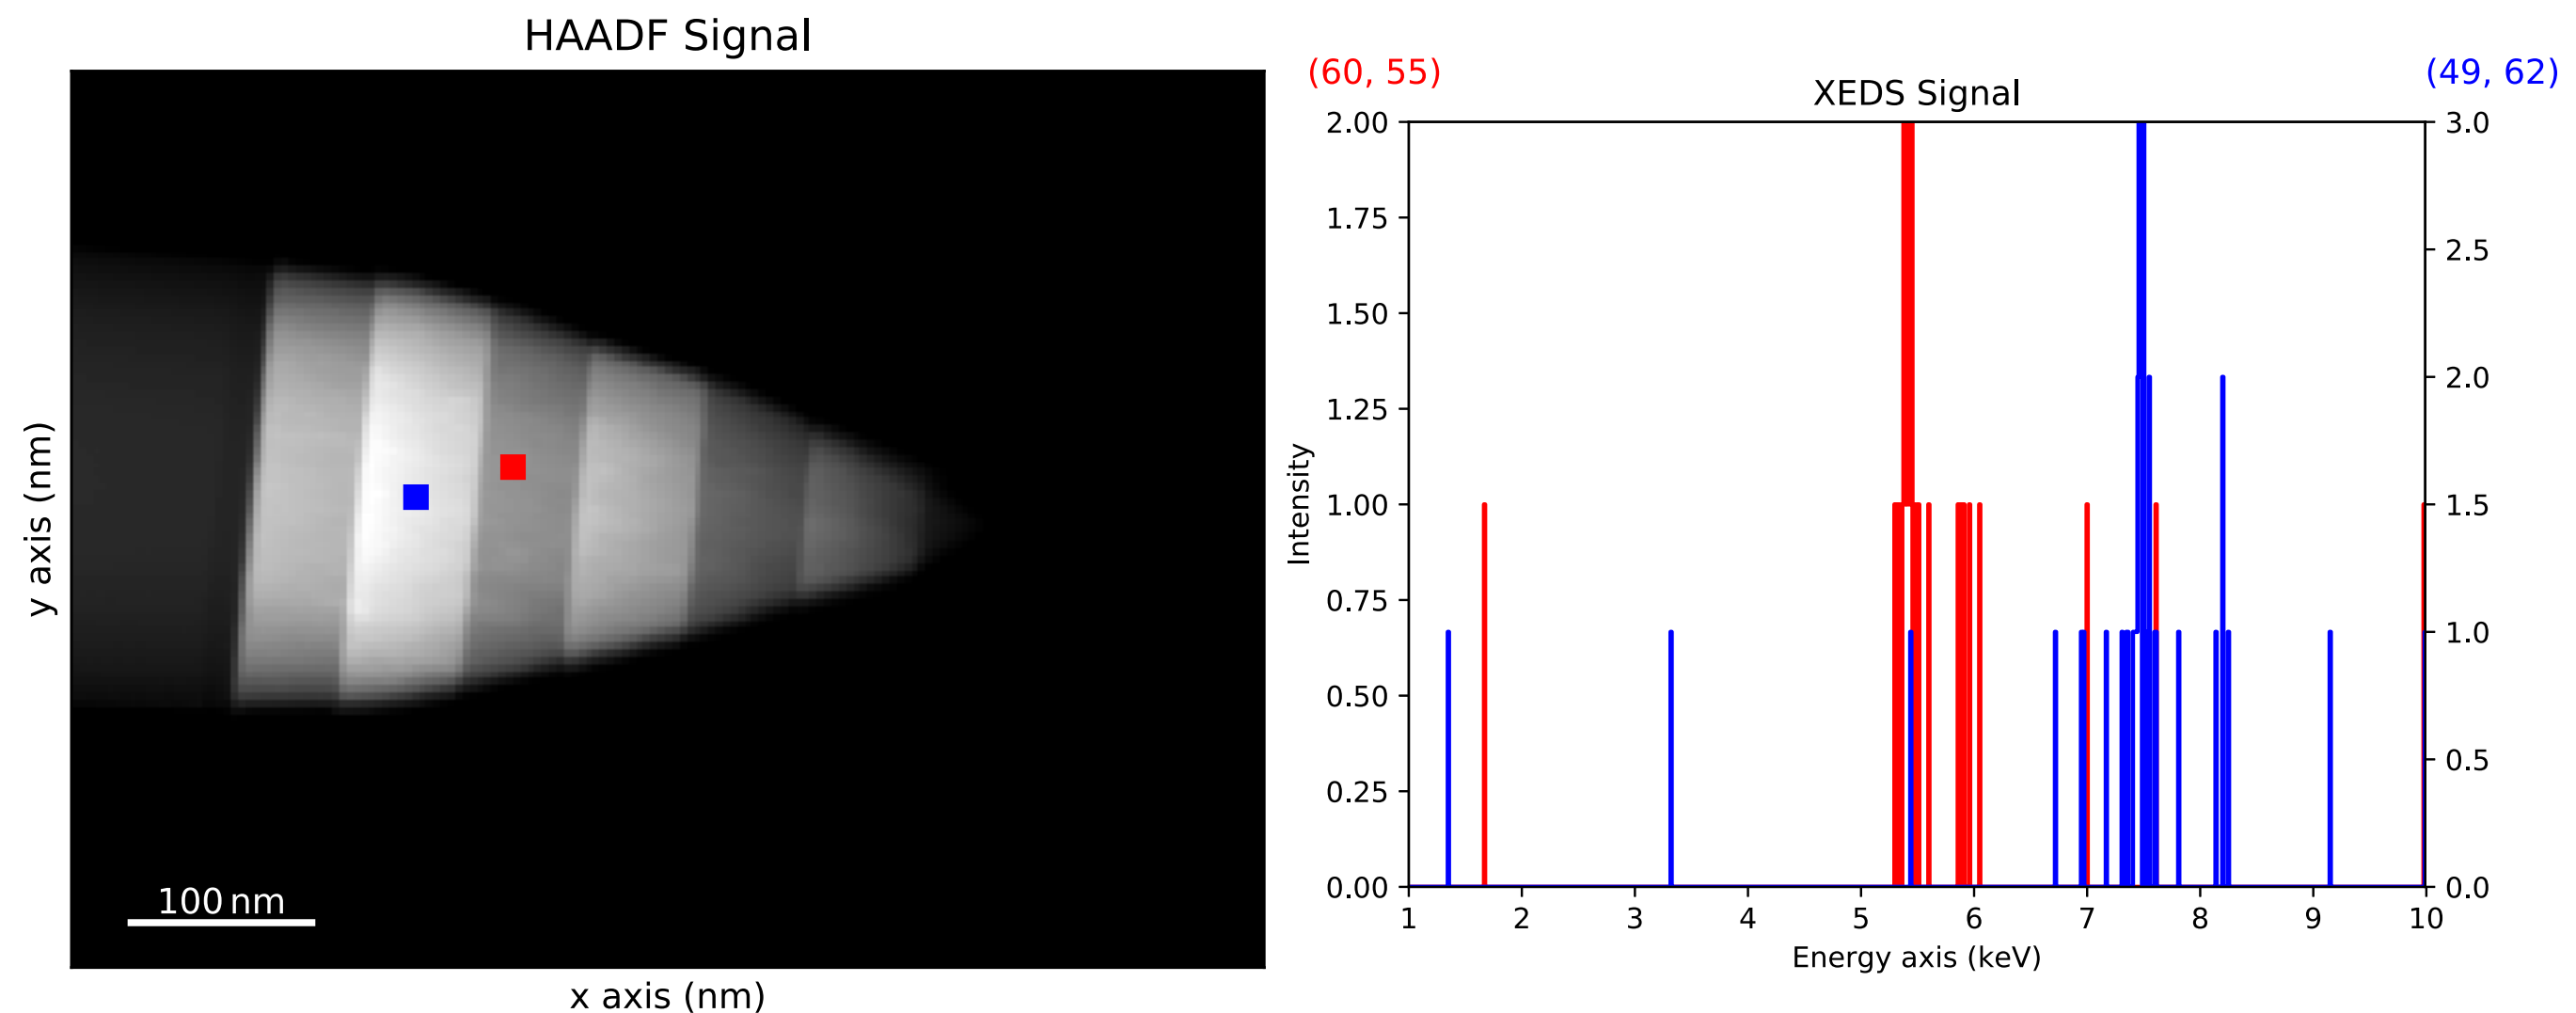 HAADF Signal
y axis (nm)
100 nm
x axis (nm)
(60, 55)
(49, 62)
XEDS Signal
Intensity
2.00
1.75
1.50
1.25
1.00
0.75
0.50
0.25
0.00
3.0
2.5
2.0
1.5
1.0
0.5
0.0
1 2 3 4 5 6 7 8 9 10
Energy axis (keV)